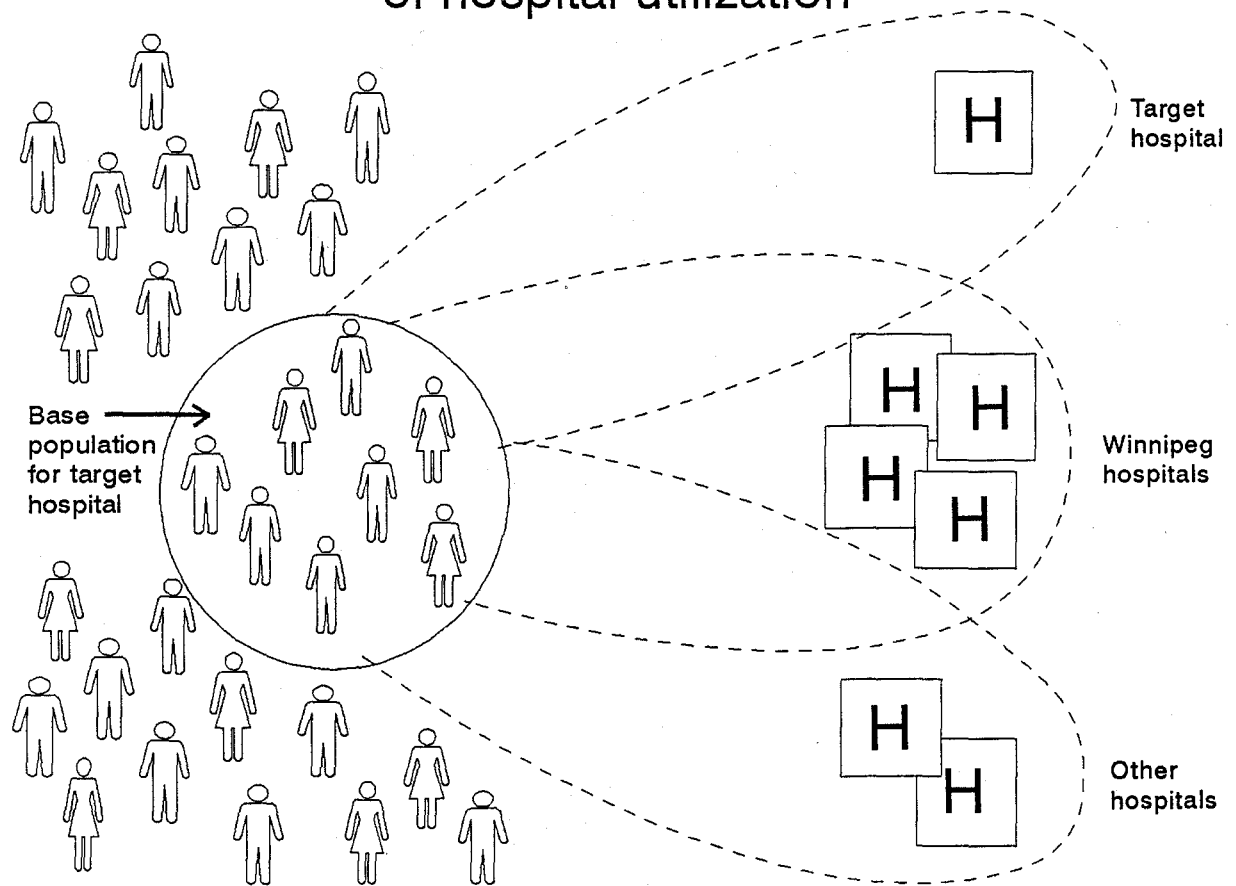 of hospital utilization
H
Target
hospital
H
H
H
H
Winnipeg
hospitals
Base
population
for target
hospital
H
H
Other
hospitals